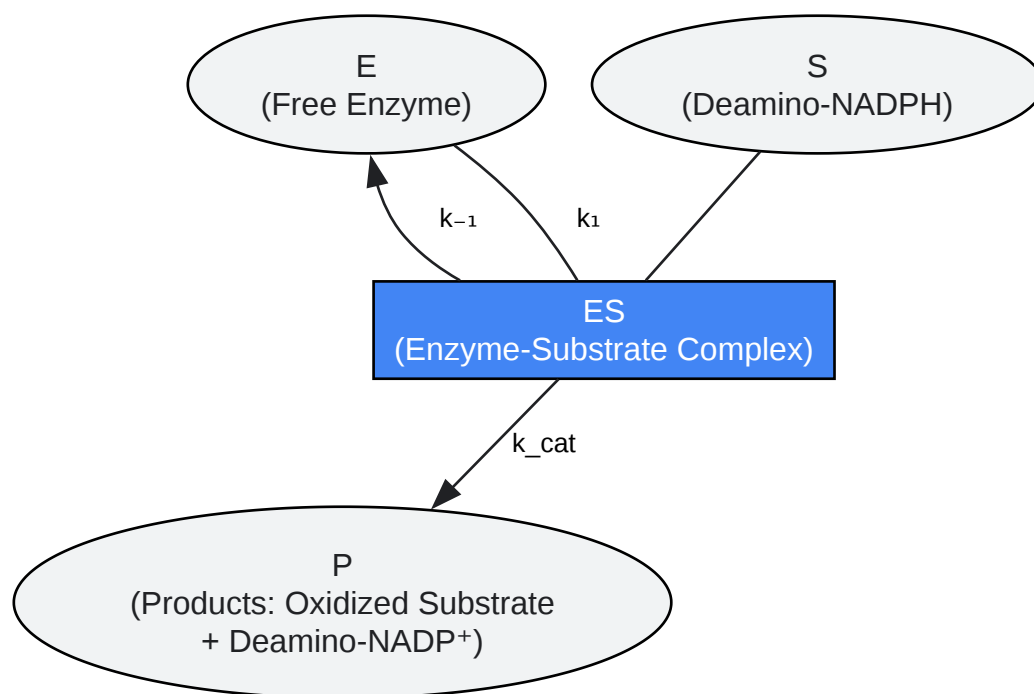 E
(Free Enzyme)
S
(Deamino-NADPH)
k₋₁
k₁
ES
(Enzyme-Substrate Complex)
k_cat
P
(Products: Oxidized Substrate
+ Deamino-NADP⁺)